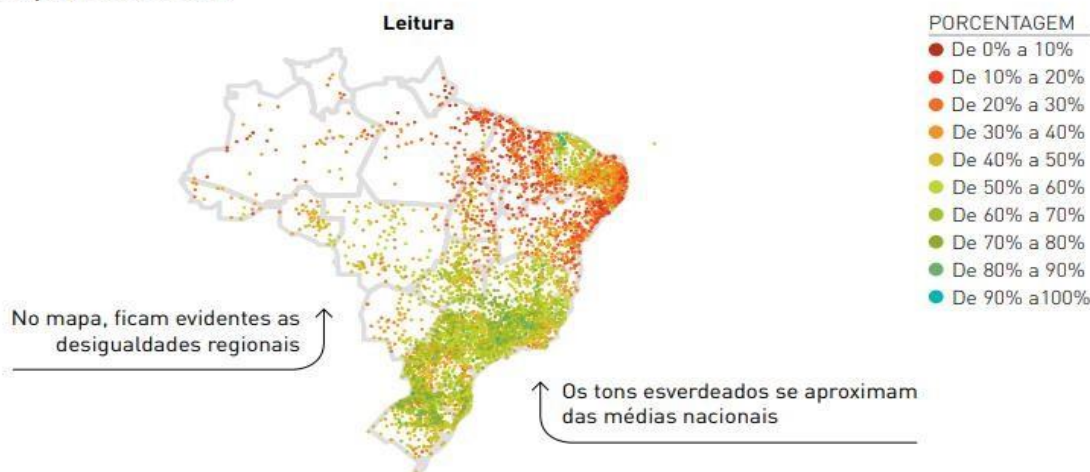 Leitura
PORCENTAGEM
De 0% a 10%
De 10% a 20%
De 20% a 30%
De 30% a 40%
De 40% a 50%
De 50% a 60%
De 60% a 70%
De 70% a 80%
De 80% a 90%
De 90% a100%
No mapa, ficam evidentes as
desigualdades regionais
Os tons esverdeados se aproximam
das médias nacionais